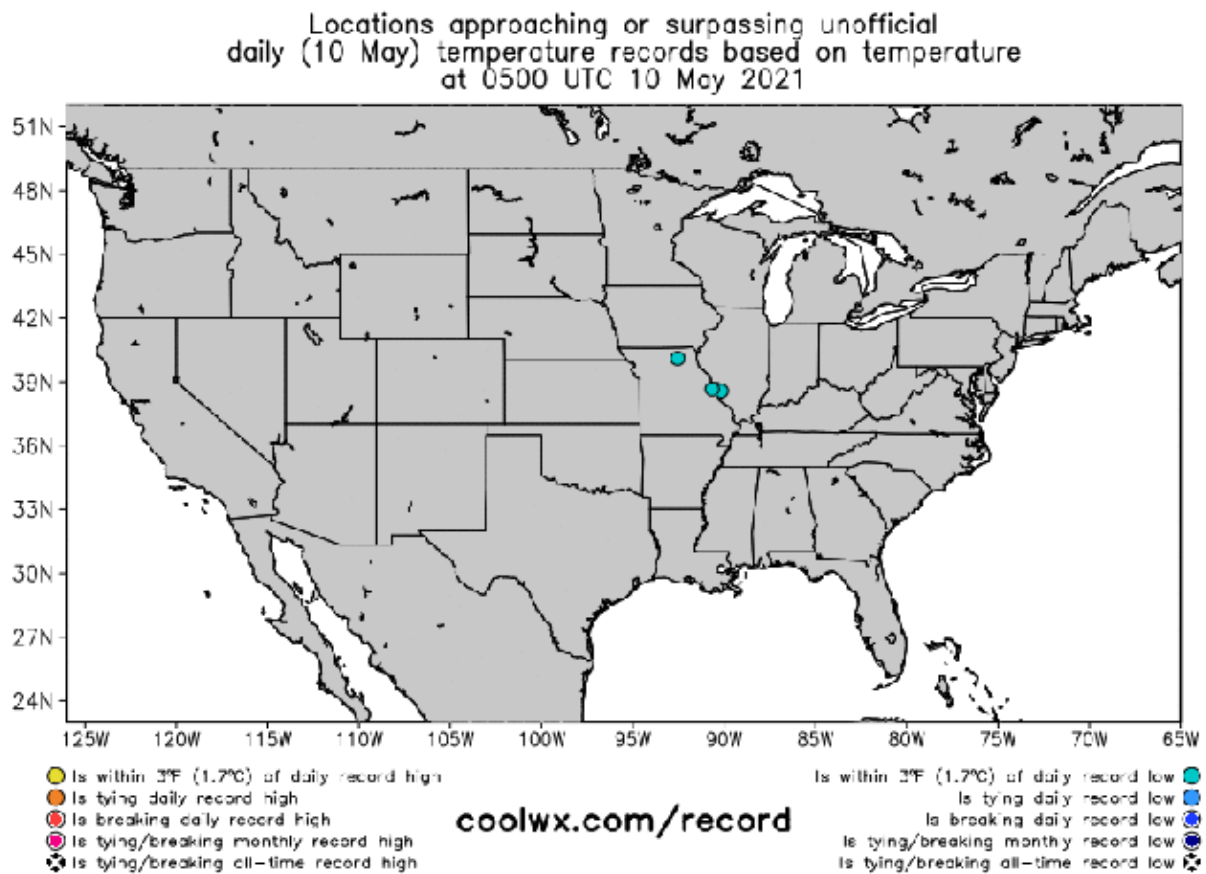 Locations approaching or surpassing unofficial
daily (10 May) temperature records based on temperature
at 0500 UTC 10 May 2021
51N
48N
45N
42N
39N
36N
33N
30N
27N
24N
125W 120W 115W 110W 105W 100W 95W 90W 85W 80W 75W 70W 65W
Is within 3°F (1.7°C) of daily record high
Is tying daily record high
Is breaking daily record high
Is tying/breaking monthly record high
Is tying/breaking all-time record high
coolwx.com/record
Is within 3°F (1.7°C) of daily record low
Is tying daily record low
Is breaking daily record low
Is tying/breaking monthly record low
Is tying/breaking all-time record low